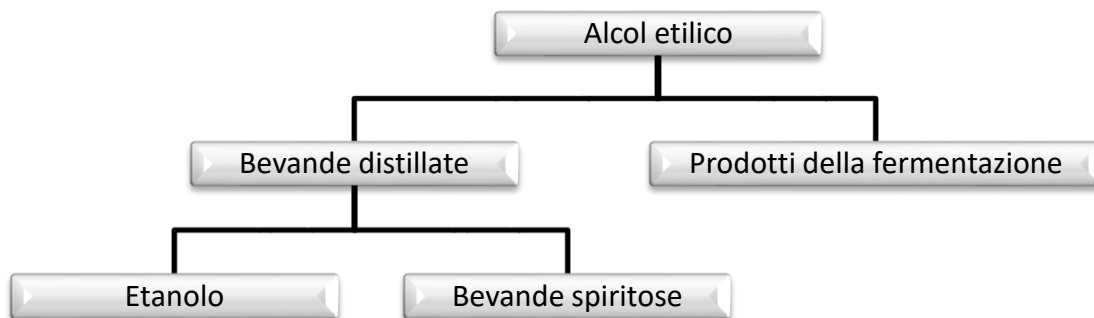 Alcol etilico
Bevande distillate
Prodotti della fermentazione
Etanolo
Bevande spiritose